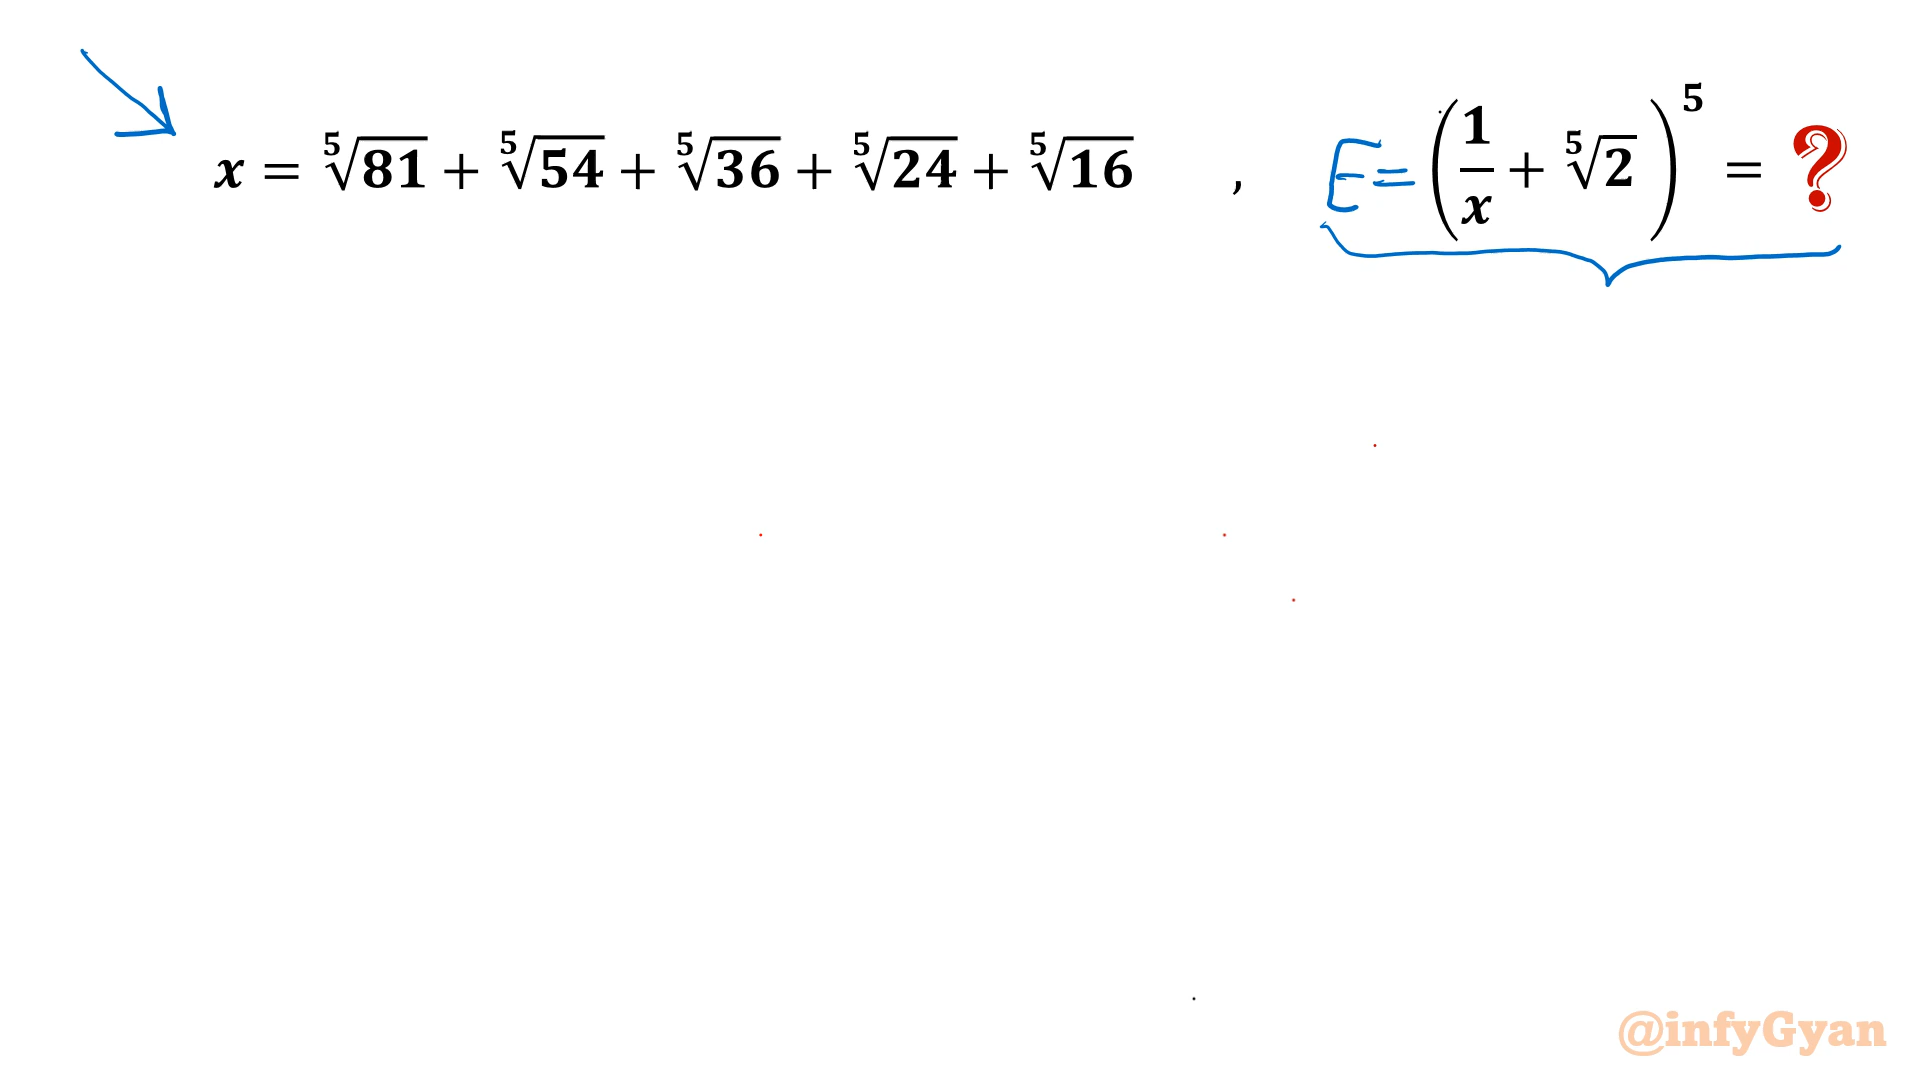 x = ⁵√81 + ⁵√54 + ⁵√36 + ⁵√24 + ⁵√16 , E = (1/x + ⁵√2)⁵ = ?
@infyGyan